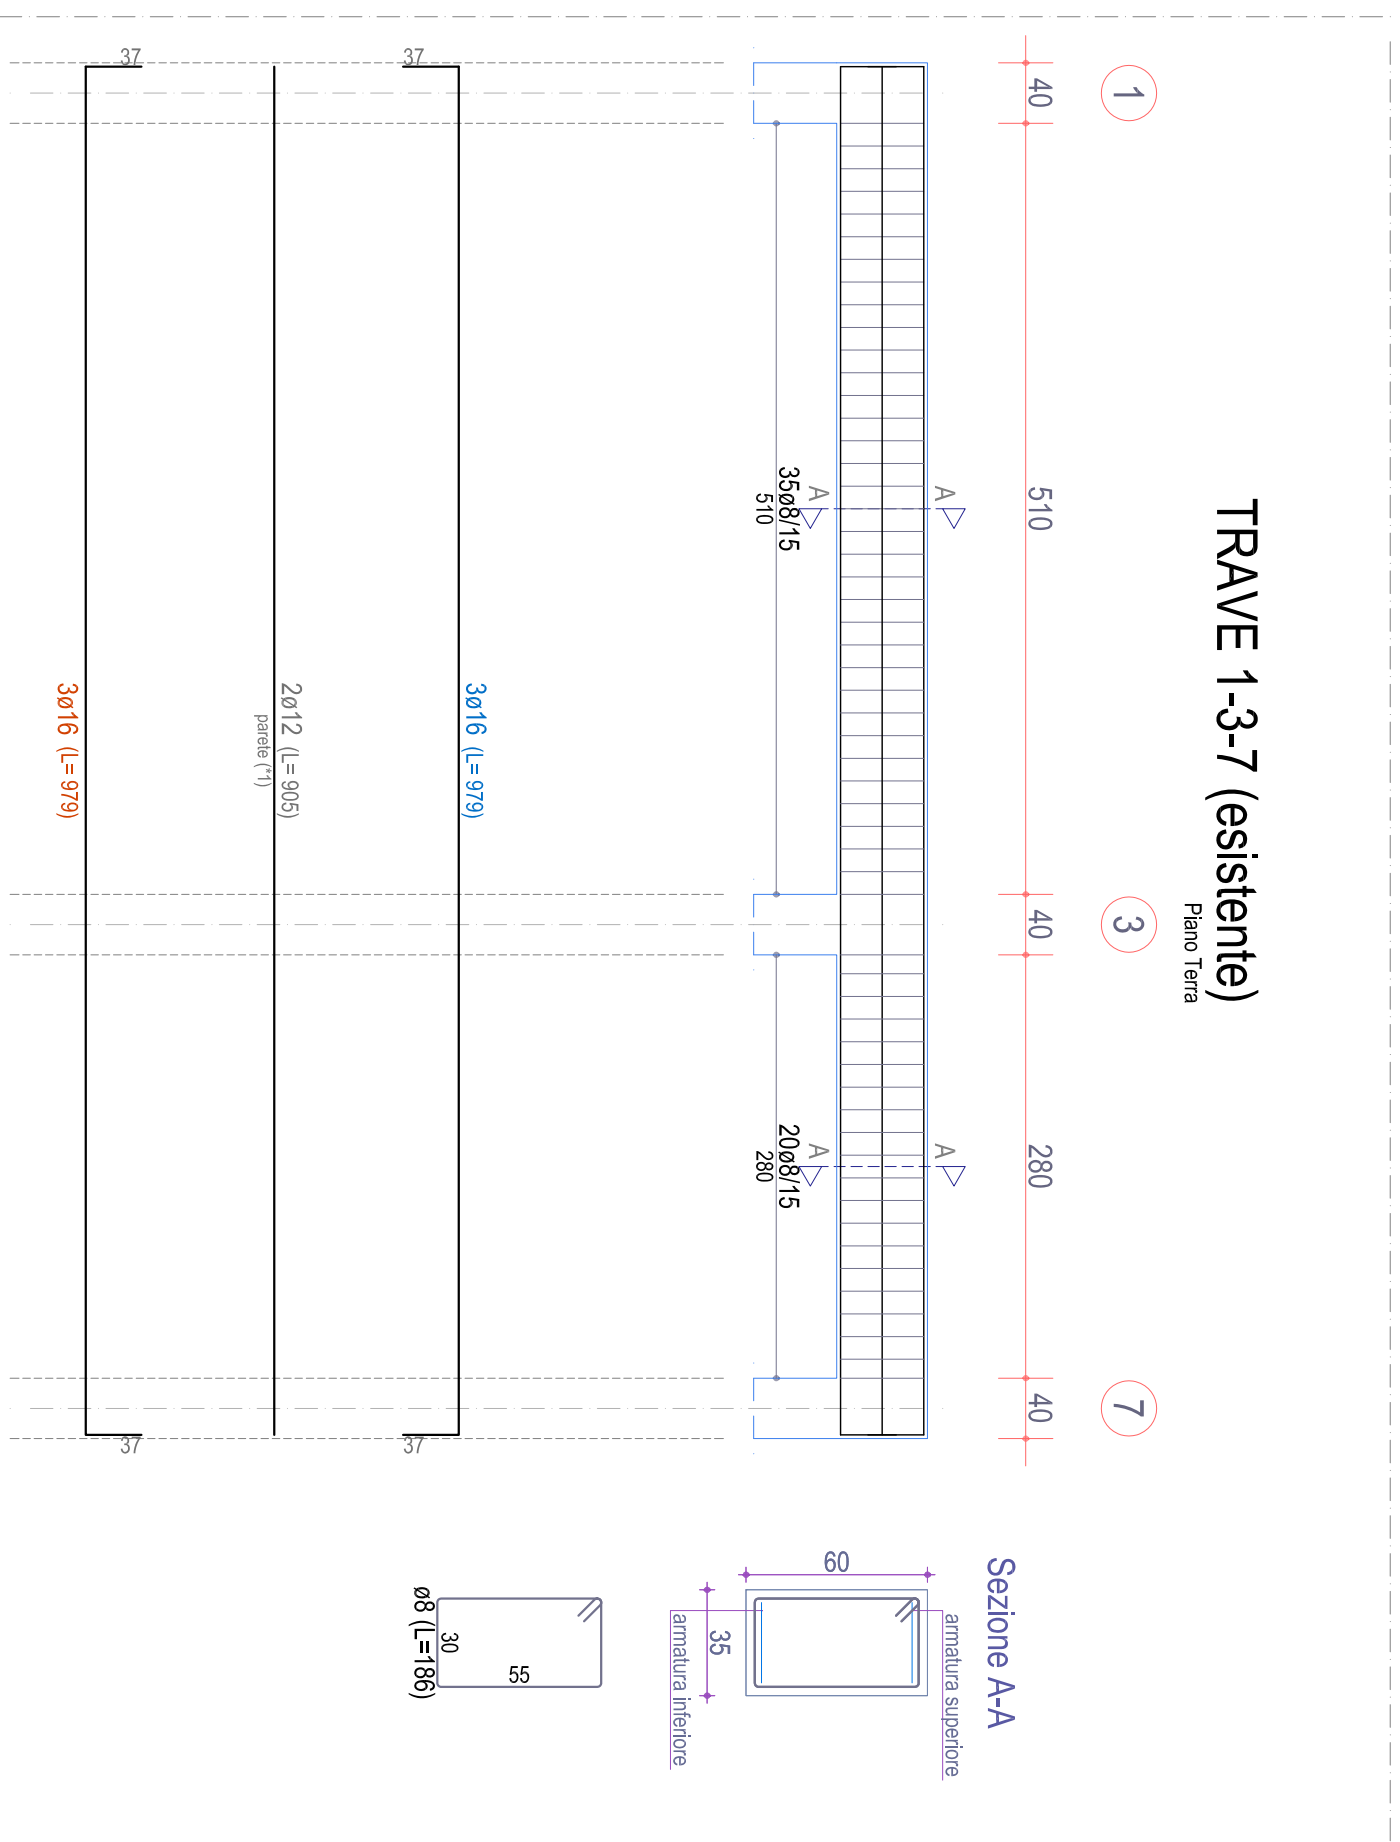 TRAVE 1-3-7 (esistente)
Piano Terra
1
3
7
40
510
40
280
40
A
A
A
A
35ø8/15
510
20ø8/15
280
37
37
3ø16 (L= 979)
2ø12 (L= 905)
parete (*1)
37
37
3ø16 (L= 979)
Sezione A-A
armatura superiore
60
35
armatura inferiore
55
30
ø8 (L=186)